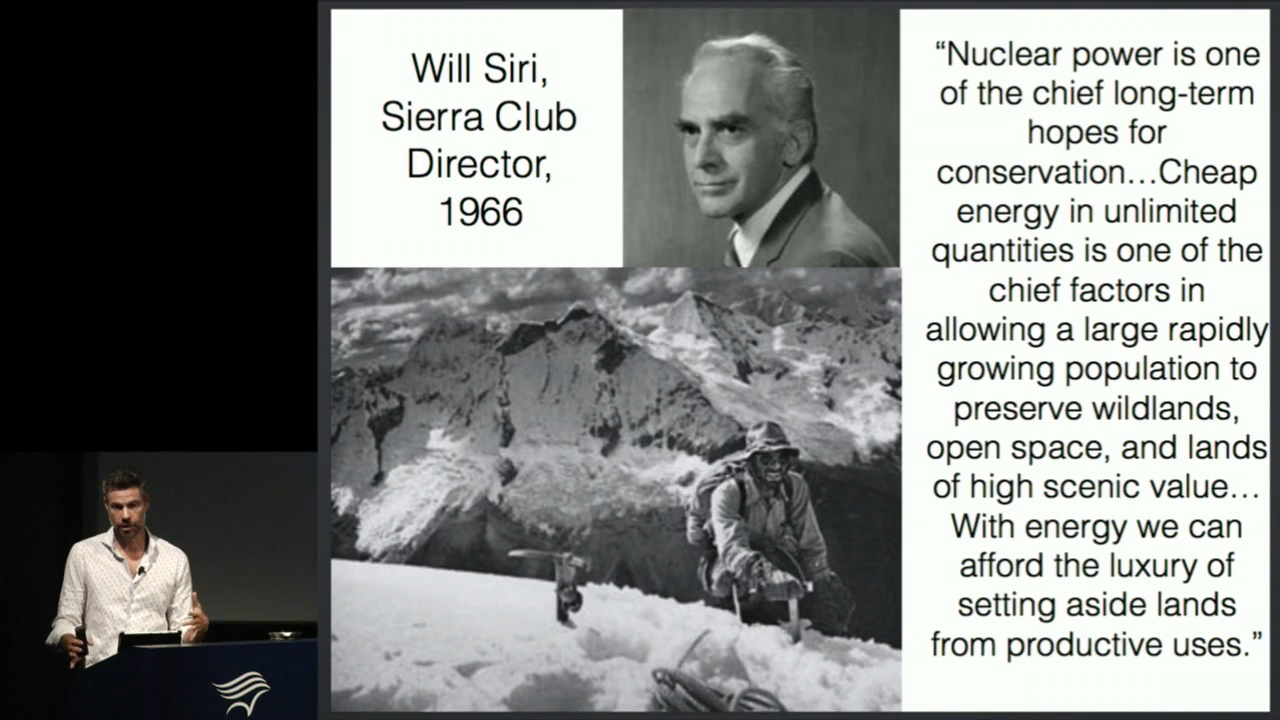 Will Siri,
Sierra Club
Director,
1966
“Nuclear power is one
of the chief long-term
hopes for
conservation…Cheap
energy in unlimited
quantities is one of the
chief factors in
allowing a large rapidly
growing population to
preserve wildlands,
open space, and lands
of high scenic value…
With energy we can
afford the luxury of
setting aside lands
from productive uses.”